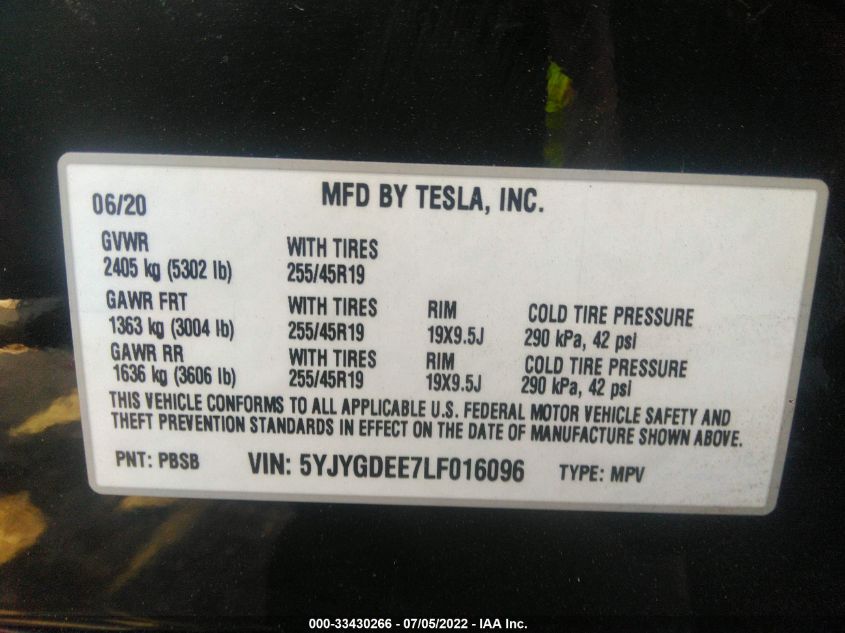 06/20 MFD BY TESLA, INC.
GVWR WITH TIRES
2405 kg (5302 lb) 255/45R19
GAWR FRT WITH TIRES RIM COLD TIRE PRESSURE
1363 kg (3004 lb) 255/45R19 19X9.5J 290 kPa, 42 psi
GAWR RR WITH TIRES RIM COLD TIRE PRESSURE
1636 kg (3606 lb) 255/45R19 19X9.5J 290 kPa, 42 psi
THIS VEHICLE CONFORMS TO ALL APPLICABLE U.S. FEDERAL MOTOR VEHICLE SAFETY AND
THEFT PREVENTION STANDARDS IN EFFECT ON THE DATE OF MANUFACTURE SHOWN ABOVE.
PNT: PBSB VIN: 5YJYGDEE7LF016096 TYPE: MPV
000-33430266 - 07/05/2022 - IAA Inc.